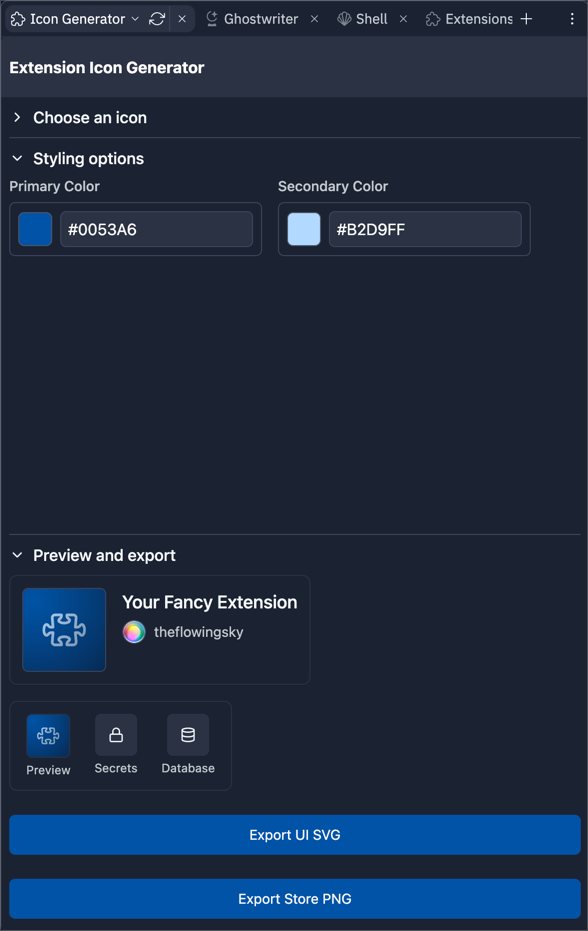 Icon Generator Ghostwriter Shell Extensions
Extension Icon Generator
Choose an icon
Styling options
Primary Color Secondary Color
#0053A6 #B2D9FF
Preview and export
Your Fancy Extension
theflowingsky
Preview Secrets Database
Export UI SVG
Export Store PNG